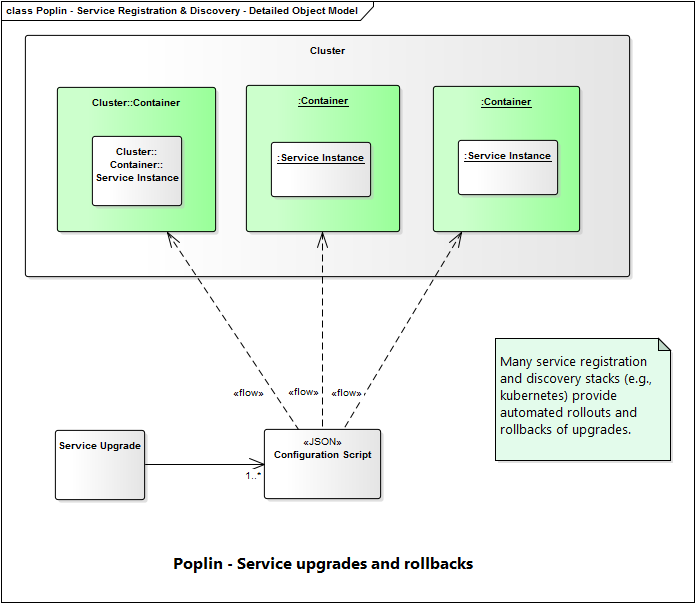 class Poplin - Service Registration & Discovery - Detailed Object Model
Cluster
Cluster::Container
:Container
:Container
Cluster::
Container::
Service Instance
:Service Instance
:Service Instance
«flow»
«flow»
«flow»
Many service registration
and discovery stacks (e.g.,
kubernetes) provide
automated rollouts and
rollbacks of upgrades.
Service Upgrade
1..*
«JSON»
Configuration Script
Poplin - Service upgrades and rollbacks